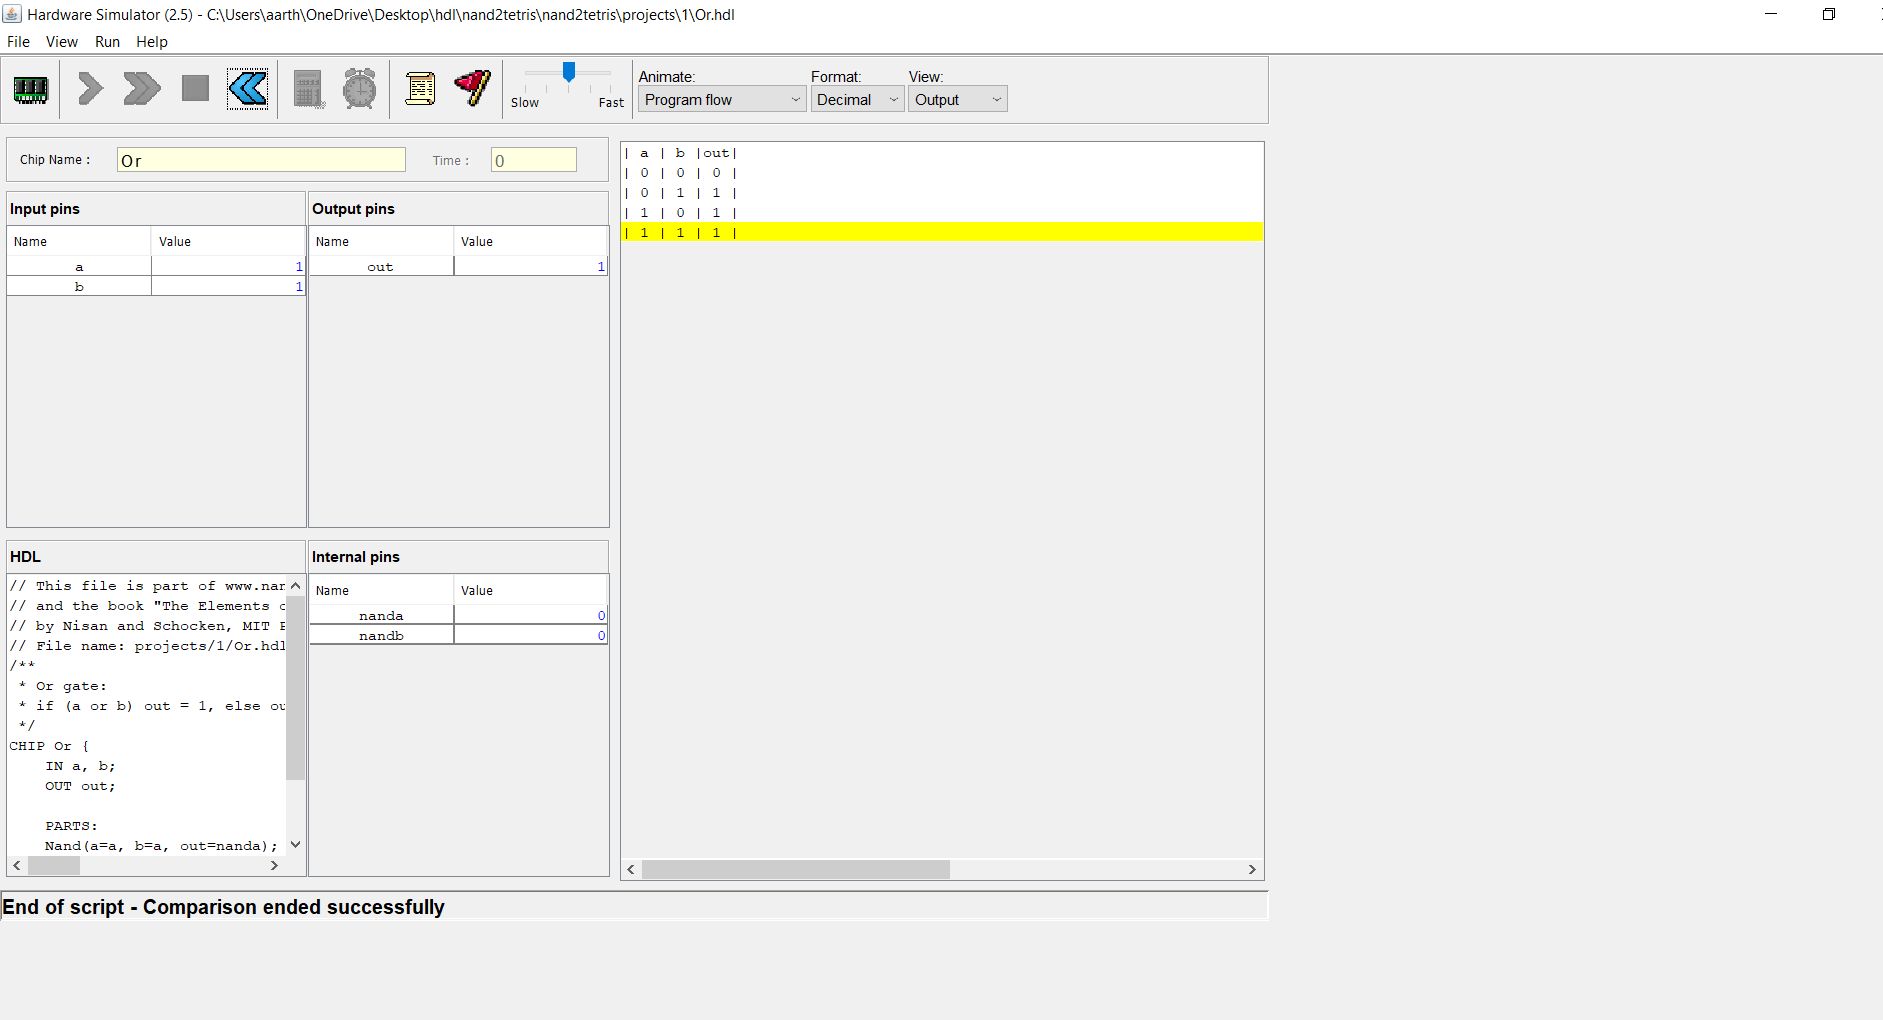 Hardware Simulator (2.5) - C:\Users\aarth\OneDrive\Desktop\hdl\nand2tetris\nand2tetris\projects\1\Or.hdl
File View Run Help
Slow Fast
Animate: Format: View:
Program flow Decimal Output
Chip Name : Or Time : 0
Input pins Output pins
Name Value Name Value
a 1 out 1
b 1
| a | b |out|
| 0 | 0 | 0 |
| 0 | 1 | 1 |
| 1 | 0 | 1 |
| 1 | 1 | 1 |
HDL
// This file is part of www.nan
// and the book "The Elements o
// by Nisan and Schocken, MIT P
// File name: projects/1/Or.hdl
/**
* Or gate:
* if (a or b) out = 1, else ou
*/
CHIP Or {
IN a, b;
OUT out;
PARTS:
Nand(a=a, b=a, out=nanda);
Internal pins
Name Value
nanda 0
nandb 0
End of script - Comparison ended successfully